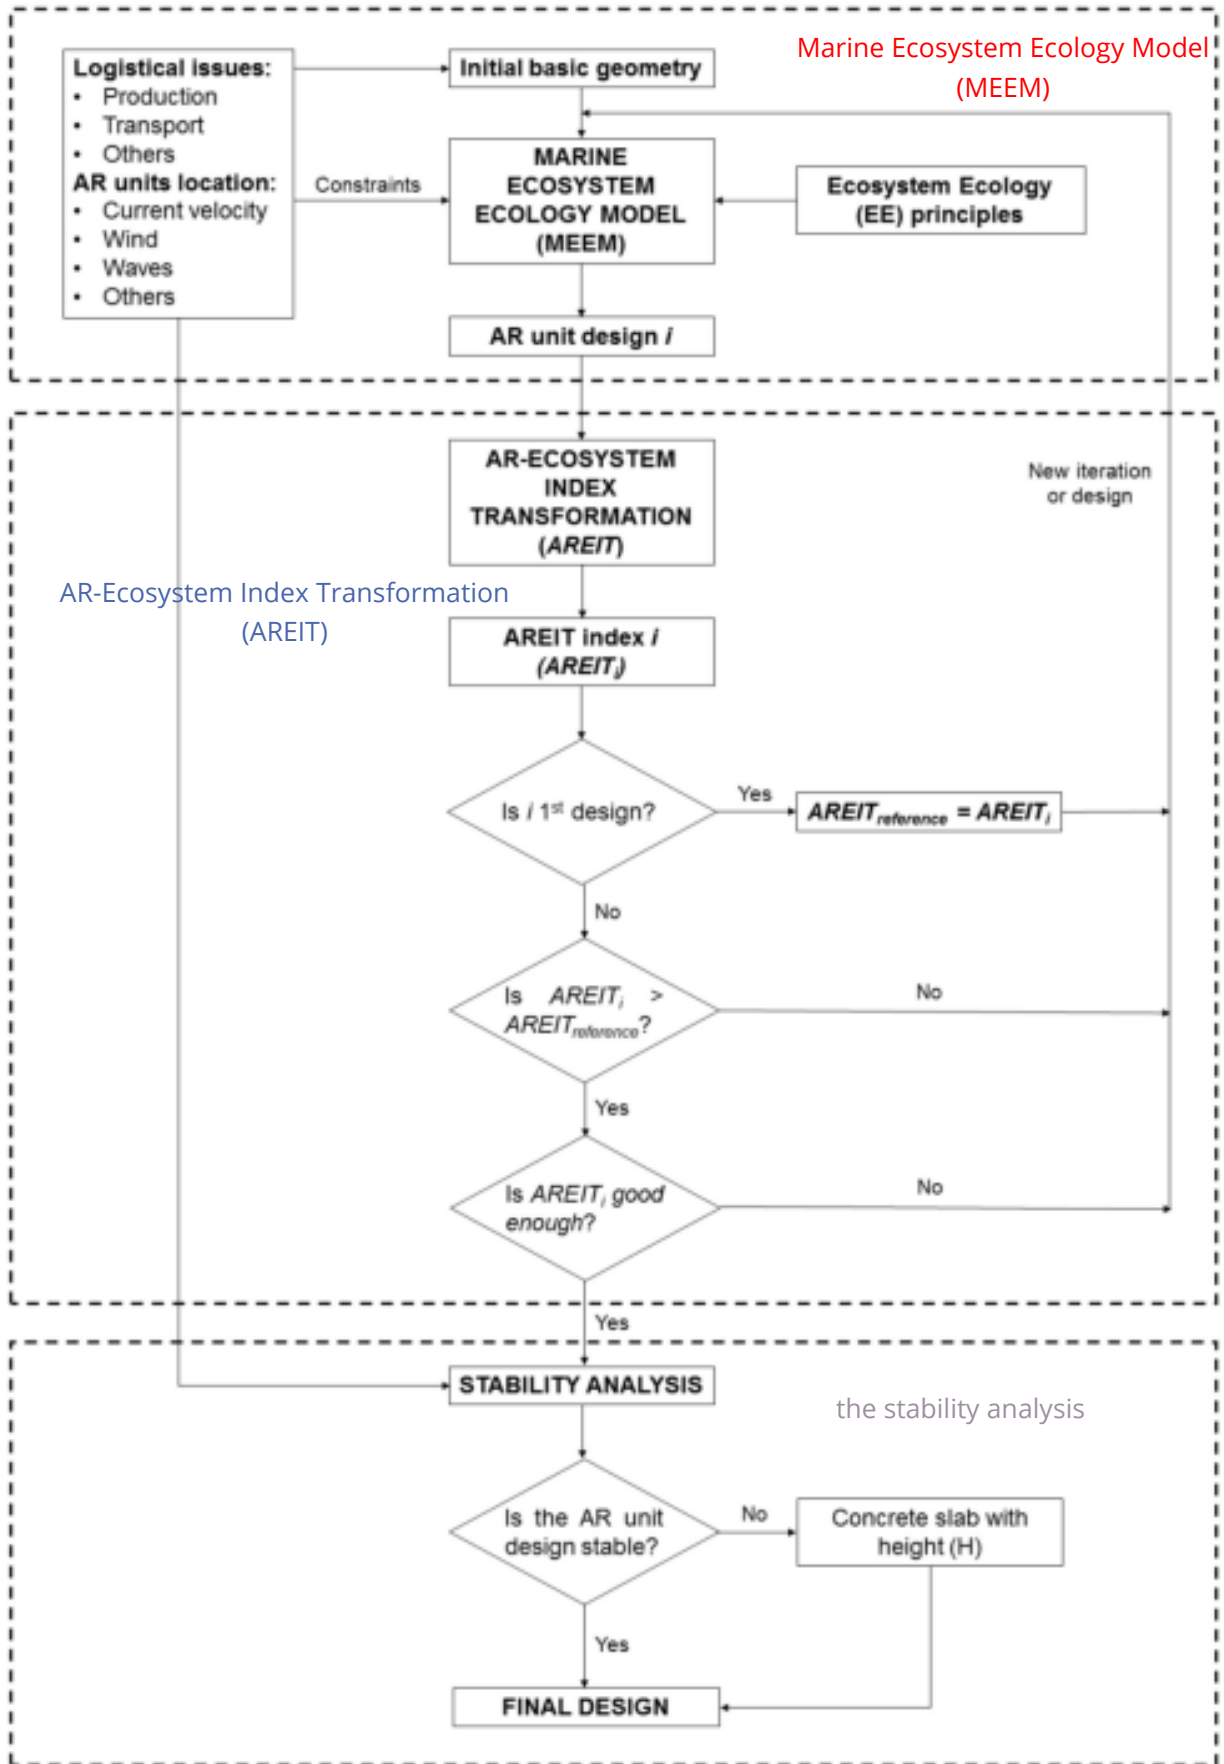 Marine Ecosystem Ecology Model
(MEEM)
Logistical issues:
• Production
• Transport
• Others
AR units location:
• Current velocity
• Wind
• Waves
• Others
Initial basic geometry
Constraints
MARINE
ECOSYSTEM
ECOLOGY MODEL
(MEEM)
Ecosystem Ecology
(EE) principles
AR unit design i
AR-ECOSYSTEM
INDEX
TRANSFORMATION
(AREIT)
New iteration
or design
AR-Ecosystem Index Transformation
(AREIT)
AREIT index i
(AREITi)
Is i 1st design?
Yes
AREITreference = AREITi
No
Is AREITi >
AREITreference?
No
Yes
Is AREITi good
enough?
No
Yes
STABILITY ANALYSIS
the stability analysis
Is the AR unit
design stable?
No
Concrete slab with
height (H)
Yes
FINAL DESIGN